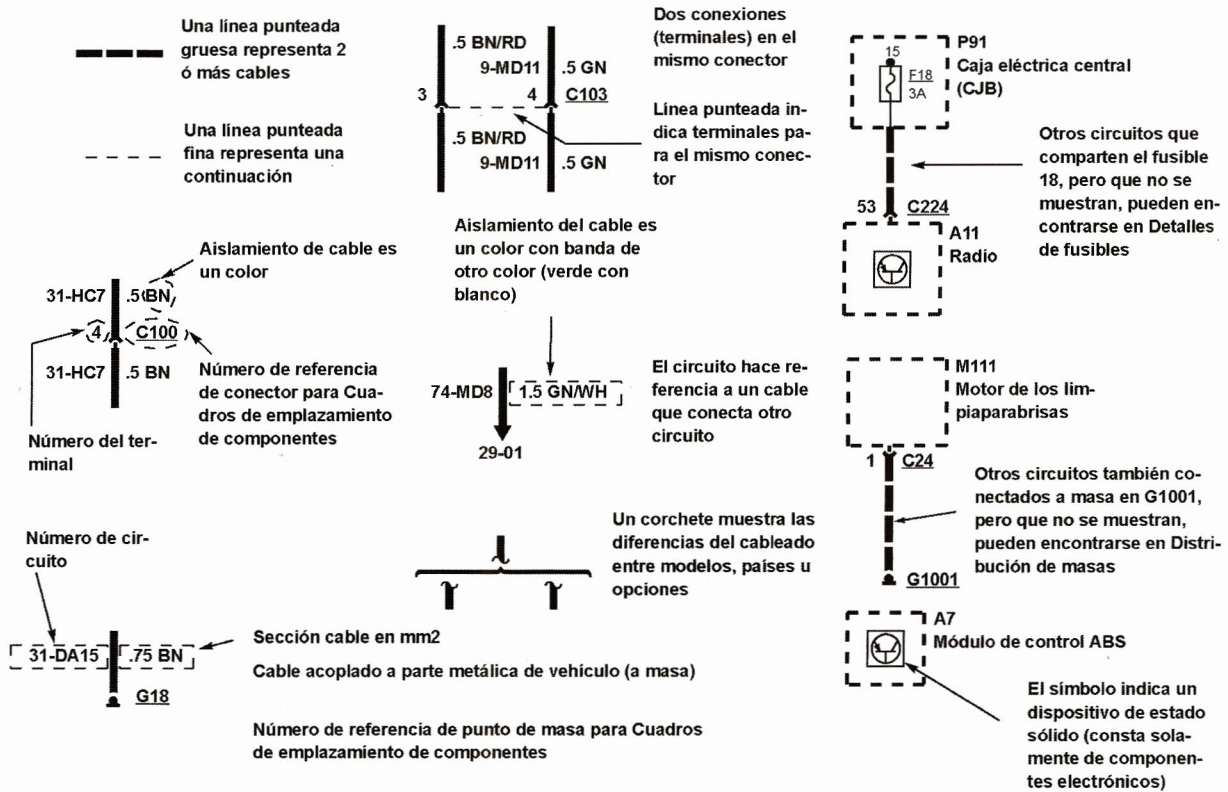 Una línea punteada
gruesa representa 2
ó más cables
Una línea punteada
fina representa una
continuación
.5 BN/RD
9-MD11
.5 GN
3
4
C103
.5 BN/RD
9-MD11
.5 GN
Dos conexiones
(terminales) en el
mismo conector
Línea punteada in-
dica terminales pa-
ra el mismo conec-
tor
15
F18
3A
P91
Caja eléctrica central
(CJB)
Otros circuitos que
comparten el fusible
18, pero que no se
muestran, pueden en-
contrarse en Detalles
de fusibles
53
C224
A11
Radio
Aislamiento de cable es
un color
31-HC7
.5 BN
4
C100
31-HC7
.5 BN
Número de referencia
de conector para Cua-
dros de emplazamiento
de componentes
Número del ter-
minal
Aislamiento del cable es
un color con banda de
otro color (verde con
blanco)
74-MD8
1.5 GN/WH
29-01
El circuito hace re-
ferencia a un cable
que conecta otro
circuito
M111
Motor de los lim-
piaparabrisas
1
C24
Otros circuitos también co-
nectados a masa en G1001,
pero que no se muestran,
pueden encontrarse en Distri-
bución de masas
G1001
Un corchete muestra las
diferencias del cableado
entre modelos, países u
opciones
Número de cir-
cuito
31-DA15
.75 BN
G18
Sección cable en mm2
Cable acoplado a parte metálica de vehículo (a masa)
Número de referencia de punto de masa para Cuadros
de emplazamiento de componentes
A7
Módulo de control ABS
El símbolo indica un
dispositivo de estado
sólido (consta sola-
mente de componen-
tes electrónicos)